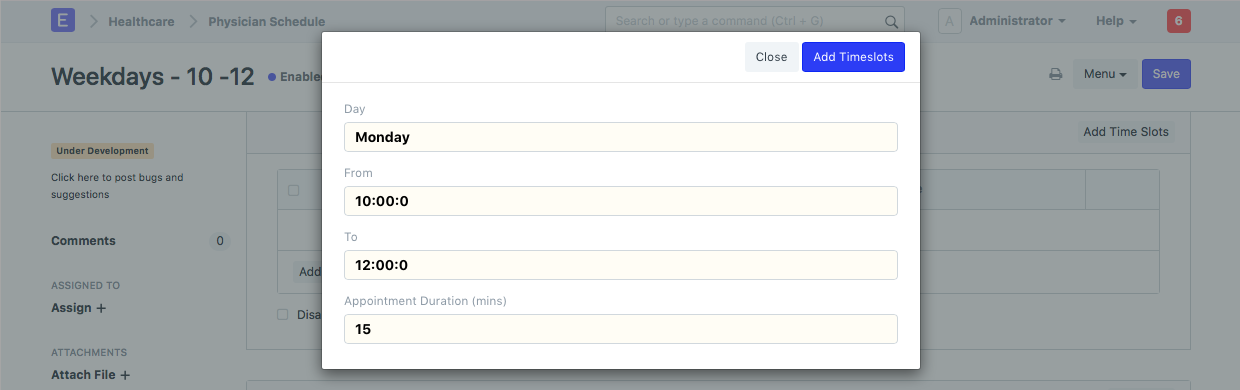 E Healthcare Physician Schedule Search or type a command (Ctrl + G) A Administrator Help 6
Close Add Timeslots
Weekdays - 10 -12 Enabled Menu Save
Day
Monday
Add Time Slots
Under Development
Click here to post bugs and
suggestions
From
10:00:0
To
12:00:0
Comments 0
Add
ASSIGNED TO
Assign +
Appointment Duration (mins)
15
Disa
ATTACHMENTS
Attach File +